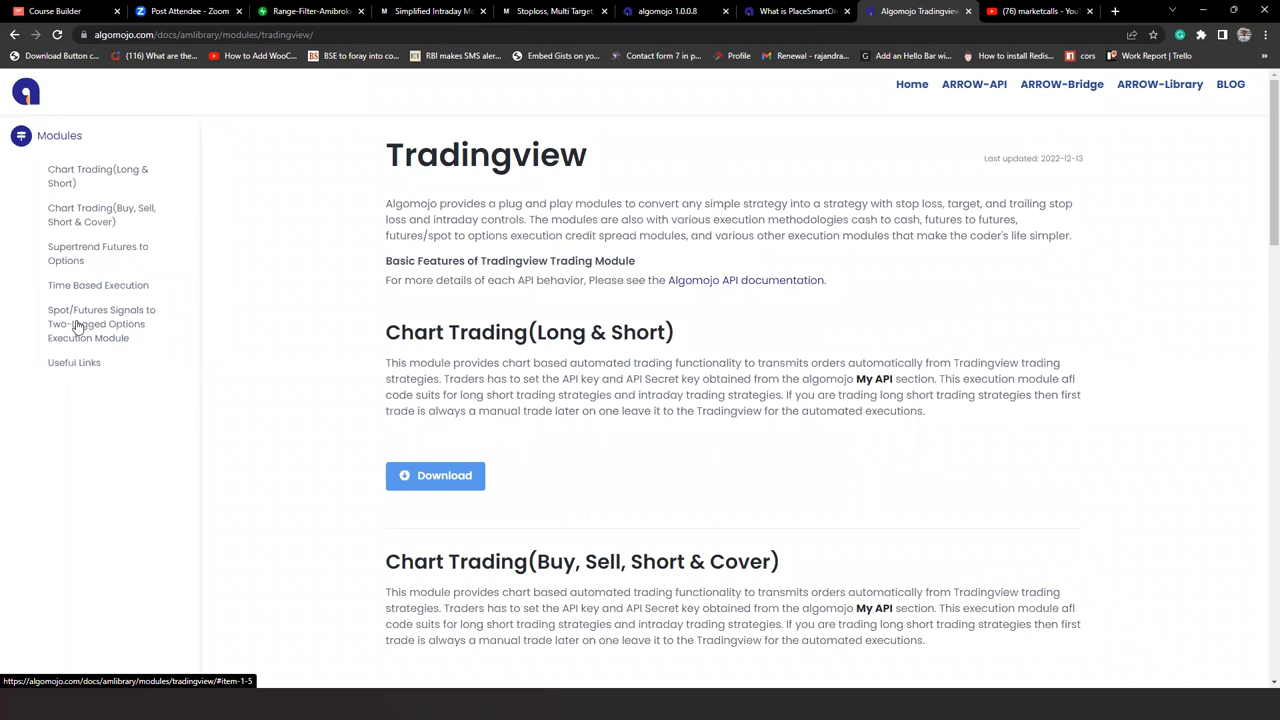 Course Builder
Post Attendee - Zoom
Range-Filter-Amibrok
Simplified Intraday Mo
Stoploss, Multi Target,
algomojo 1.0.0.8
What is PlaceSmartOr
Algomojo Tradingview
(76) marketcalls - YouT
algomojo.com/docs/amlibrary/modules/tradingview/
Download Button c...
(116) What are the...
How to Add WooC...
BSE to foray into co...
RBI makes SMS aler...
Embed Gists on yo...
Contact form 7 in p...
Profile
Renewal - rajandra...
Add an Hello Bar wi...
How to install Redis...
cors
Work Report | Trello
Home
ARROW-API
ARROW-Bridge
ARROW-Library
BLOG
Modules
Chart Trading(Long &
Short)
Chart Trading(Buy, Sell,
Short & Cover)
Supertrend Futures to
Options
Time Based Execution
Spot/Futures Signals to
Two-legged Options
Execution Module
Useful Links
Tradingview
Last updated: 2022-12-13
Algomojo provides a plug and play modules to convert any simple strategy into a strategy with stop loss, target, and trailing stop
loss and intraday controls. The modules are also with various execution methodologies cash to cash, futures to futures,
futures/spot to options execution credit spread modules, and various other execution modules that make the coder's life simpler.
Basic Features of Tradingview Trading Module
For more details of each API behavior, Please see the Algomojo API documentation.
Chart Trading(Long & Short)
This module provides chart based automated trading functionality to transmits orders automatically from Tradingview trading
strategies. Traders has to set the API key and API Secret key obtained from the algomojo My API section. This execution module afl
code suits for long short trading strategies and intraday trading strategies. If you are trading long short trading strategies then first
trade is always a manual trade later on one leave it to the Tradingview for the automated executions.
Download
Chart Trading(Buy, Sell, Short & Cover)
This module provides chart based automated trading functionality to transmits orders automatically from Tradingview trading
strategies. Traders has to set the API key and API Secret key obtained from the algomojo My API section. This execution module afl
code suits for long short trading strategies and intraday trading strategies. If you are trading long short trading strategies then first
trade is always a manual trade later on one leave it to the Tradingview for the automated executions.
https://algomojo.com/docs/amlibrary/modules/tradingview/#item-1-5